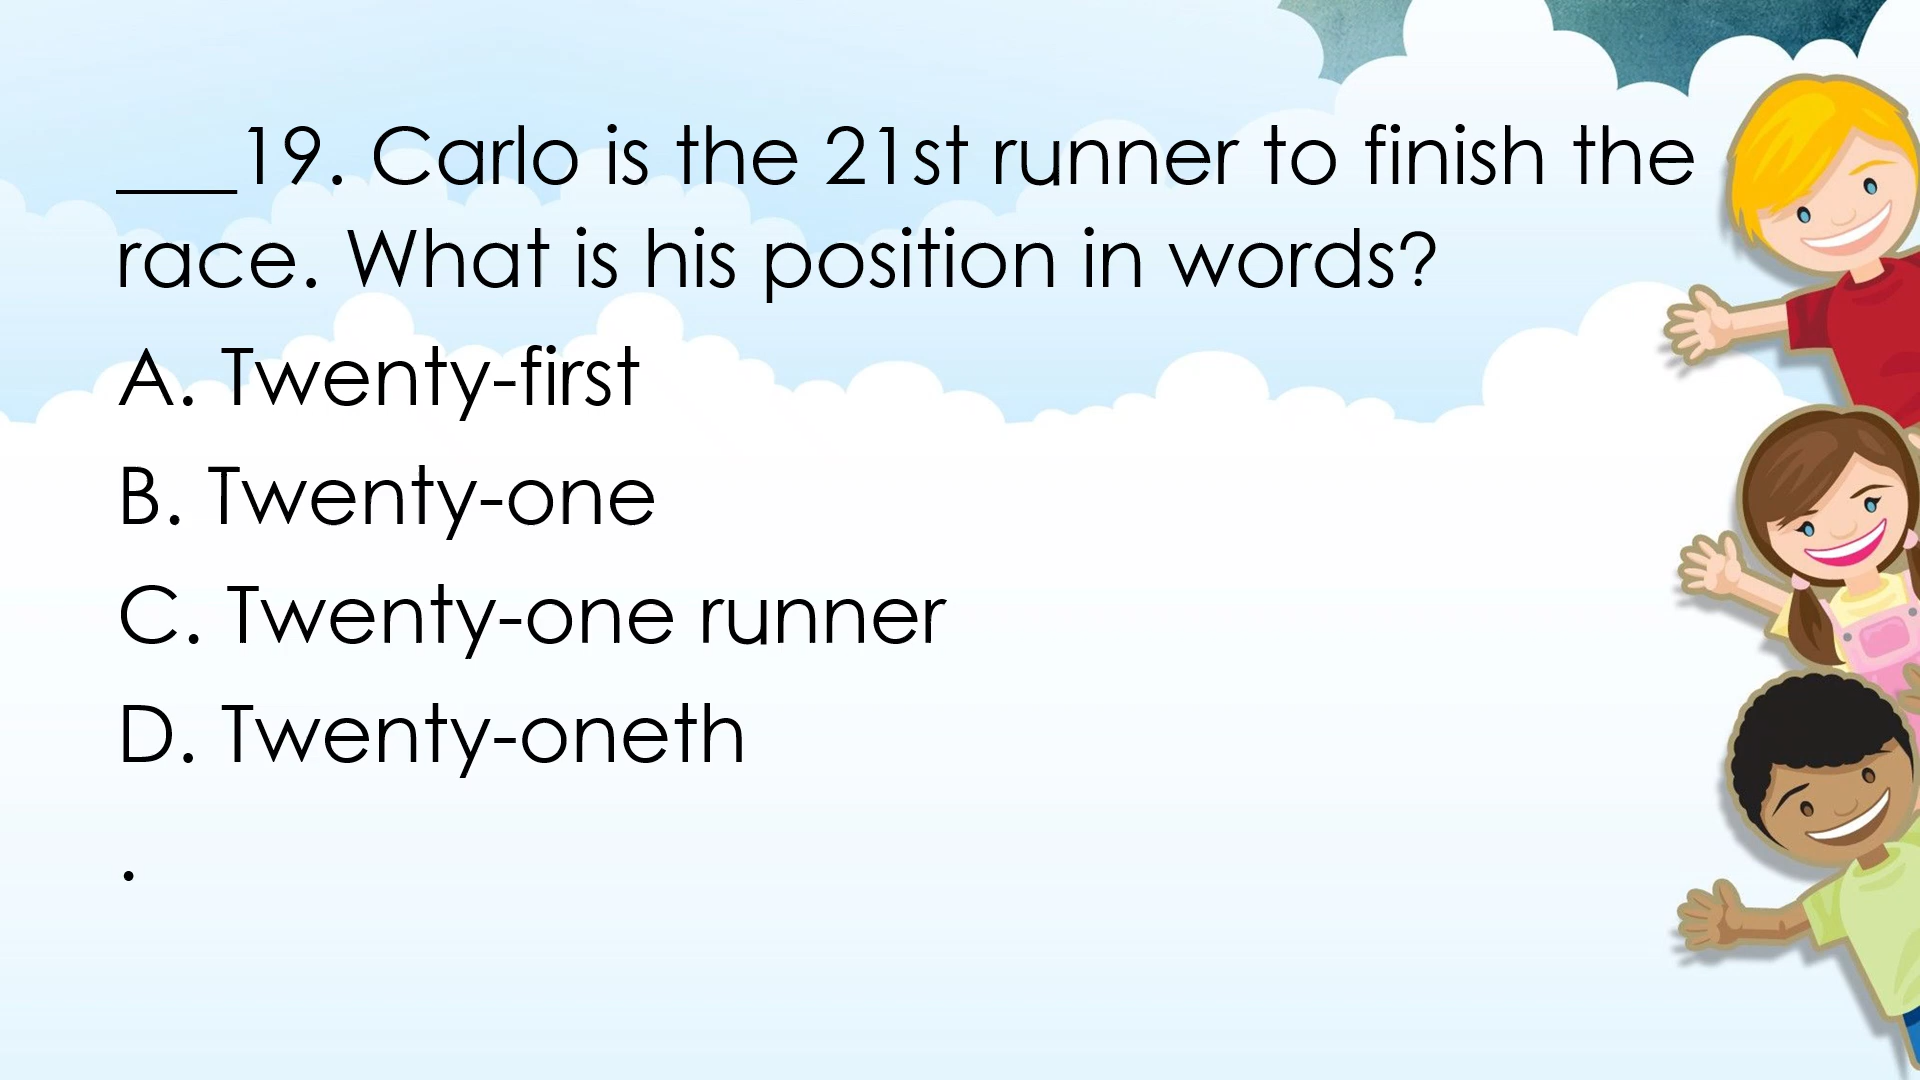 ___19. Carlo is the 21st runner to finish the
race. What is his position in words?
A. Twenty-first
B. Twenty-one
C. Twenty-one runner
D. Twenty-oneth
.